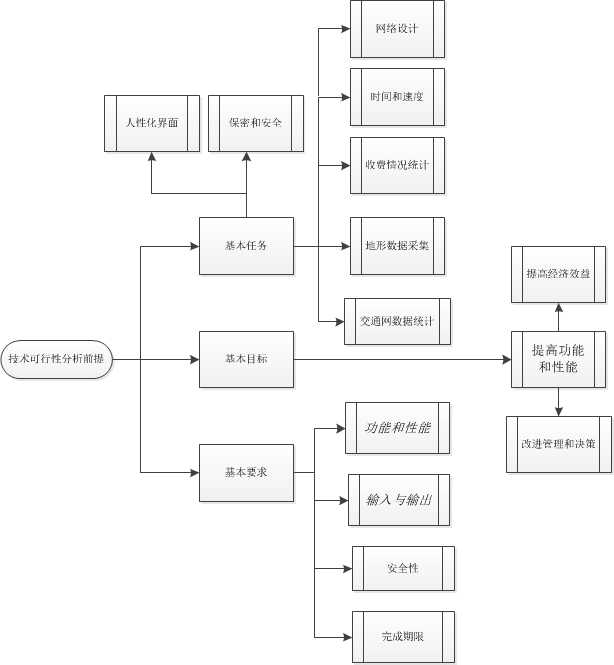 网络设计
时间和速度
人性化界面
保密和安全
收费情况统计
基本任务
地形数据采集
提高经济效益
交通网数据统计
技术可行性分析前提
基本目标
提高功能
和性能
功能和性能
改进管理和决策
基本要求
输入与输出
安全性
完成期限